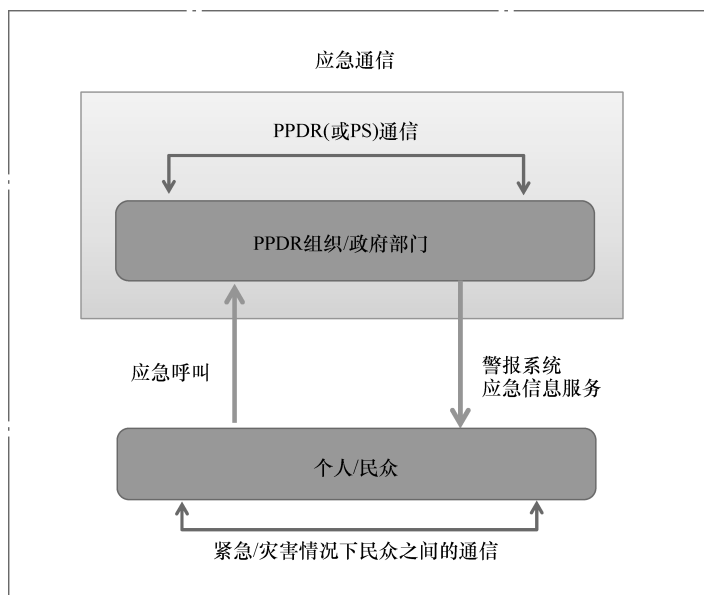 应急通信
PPDR(或PS)通信
PPDR组织/政府部门
应急呼叫
警报系统
应急信息服务
个人/民众
紧急/灾害情况下民众之间的通信